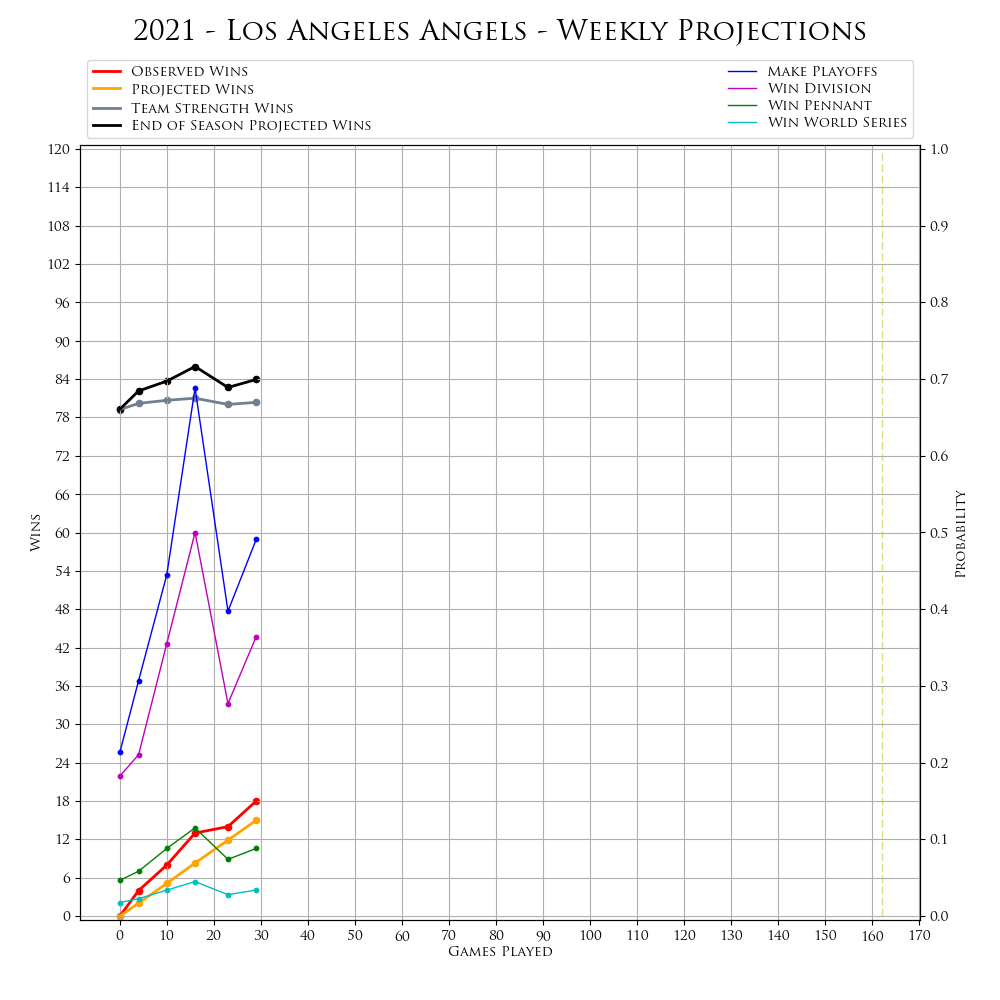 2021 - Los Angeles Angels - Weekly Projections
Observed Wins
Projected Wins
Team Strength Wins
End of Season Projected Wins
Make Playoffs
Win Division
Win Pennant
Win World Series
120
114
108
102
96
90
84
78
72
66
60
54
48
42
36
30
24
18
12
6
0
Wins
1.0
0.9
0.8
0.7
0.6
0.5
0.4
0.3
0.2
0.1
0.0
Probability
0 10 20 30 40 50 60 70 80 90 100 110 120 130 140 150 160 170
Games Played